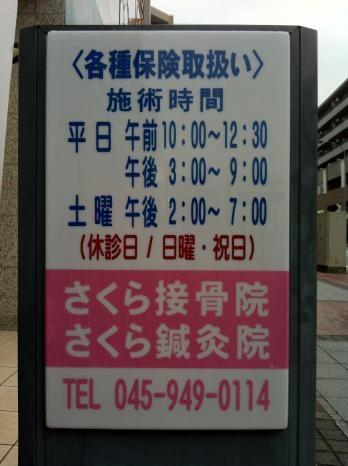 〈各種保険取扱い〉
施術時間
平日 午前 10:00～12:30
午後 3:00～ 9:00
土曜 午後 2:00～ 7:00
(休診日 / 日曜・祝日)
さくら接骨院
さくら鍼灸院
TEL 045-949-0114